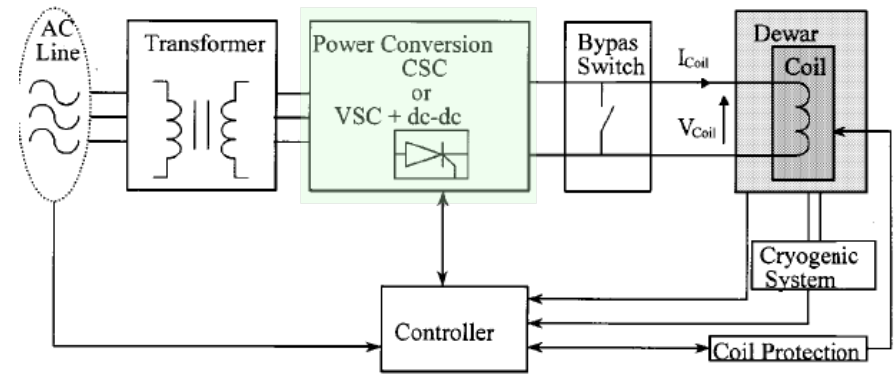 AC
Line
Transformer
Power Conversion
CSC
or
VSC + dc-dc
Bypas
Switch
I_Coil
V_Coil
Dewar
Coil
Cryogenic
System
Controller
Coil Protection